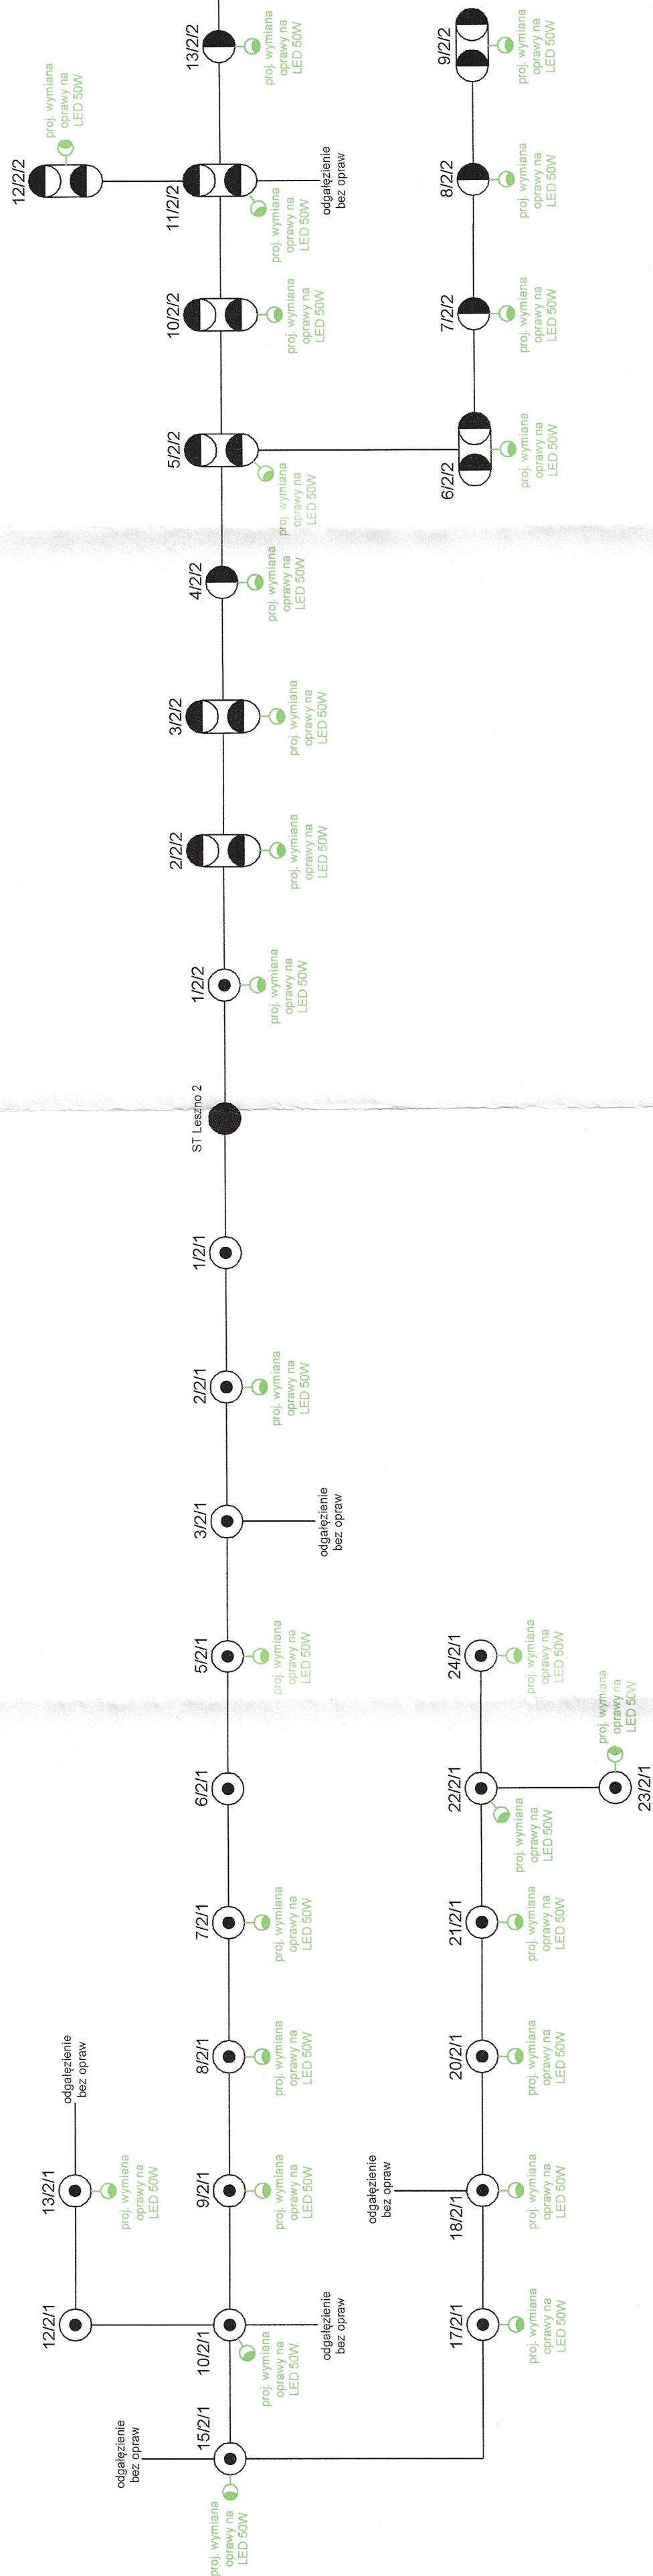 12/2/1
13/2/1
proj. wymiana
oprawy na
LED 50W
odgałęzienie
bez opraw
12/2/2
proj. wymiana
oprawy na
LED 50W
odgałęzienie
bez opraw
15/2/1
proj. wymiana
oprawy na
LED 50W
10/2/1
proj. wymiana
oprawy na
LED 50W
odgałęzienie
bez opraw
9/2/1
proj. wymiana
oprawy na
LED 50W
8/2/1
proj. wymiana
oprawy na
LED 50W
7/2/1
proj. wymiana
oprawy na
LED 50W
6/2/1
5/2/1
proj. wymiana
oprawy na
LED 50W
3/2/1
odgałęzienie
bez opraw
2/2/1
proj. wymiana
oprawy na
LED 50W
1/2/1
ST Leszno 2
1/2/2
proj. wymiana
oprawy na
LED 50W
2/2/2
proj. wymiana
oprawy na
LED 50W
3/2/2
proj. wymiana
oprawy na
LED 50W
4/2/2
proj. wymiana
oprawy na
LED 50W
5/2/2
proj. wymiana
oprawy na
LED 50W
10/2/2
proj. wymiana
oprawy na
LED 50W
11/2/2
proj. wymiana
oprawy na
LED 50W
odgałęzienie
bez opraw
13/2/2
proj. wymiana
oprawy na
LED 50W
17/2/1
proj. wymiana
oprawy na
LED 50W
odgałęzienie
bez opraw
18/2/1
proj. wymiana
oprawy na
LED 50W
20/2/1
proj. wymiana
oprawy na
LED 50W
21/2/1
proj. wymiana
oprawy na
LED 50W
22/2/1
proj. wymiana
oprawy na
LED 50W
24/2/1
proj. wymiana
oprawy na
LED 50W
proj. wymiana
oprawy na
LED 50W
23/2/1
6/2/2
proj. wymiana
oprawy na
LED 50W
7/2/2
proj. wymiana
oprawy na
LED 50W
8/2/2
proj. wymiana
oprawy na
LED 50W
9/2/2
proj. wymiana
oprawy na
LED 50W